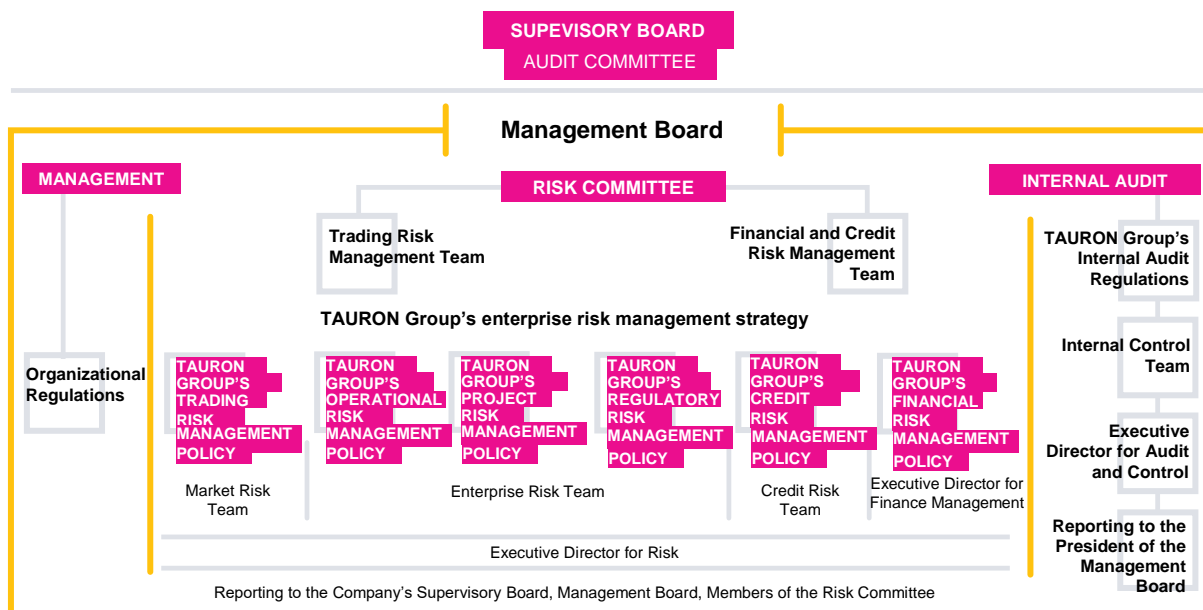 SUPEVISORY BOARD
AUDIT COMMITTEE
Management Board
MANAGEMENT
RISK COMMITTEE
INTERNAL AUDIT
Trading Risk
Management Team
Financial and Credit
Risk Management
Team
TAURON Group's
Internal Audit
Regulations
TAURON Group's enterprise risk management strategy
Organizational
Regulations
TAURON
GROUP'S
TRADING
RISK
MANAGEMENT
POLICY
TAURON
GROUP'S
OPERATIONAL
RISK
MANAGEMENT
POLICY
TAURON
GROUP'S
PROJECT
RISK
MANAGEMENT
POLICY
TAURON
GROUP'S
REGULATORY
RISK
MANAGEMENT
POLICY
TAURON
GROUP'S
CREDIT
RISK
MANAGEMENT
POLICY
TAURON
GROUP'S
FINANCIAL
RISK
MANAGEMENT
POLICY
Internal Control
Team
Executive
Director for Audit
and Control
Market Risk
Team
Enterprise Risk Team
Credit Risk
Team
Executive Director for
Finance Management
Reporting to the
President of the
Management
Board
Executive Director for Risk
Reporting to the Company's Supervisory Board, Management Board, Members of the Risk Committee